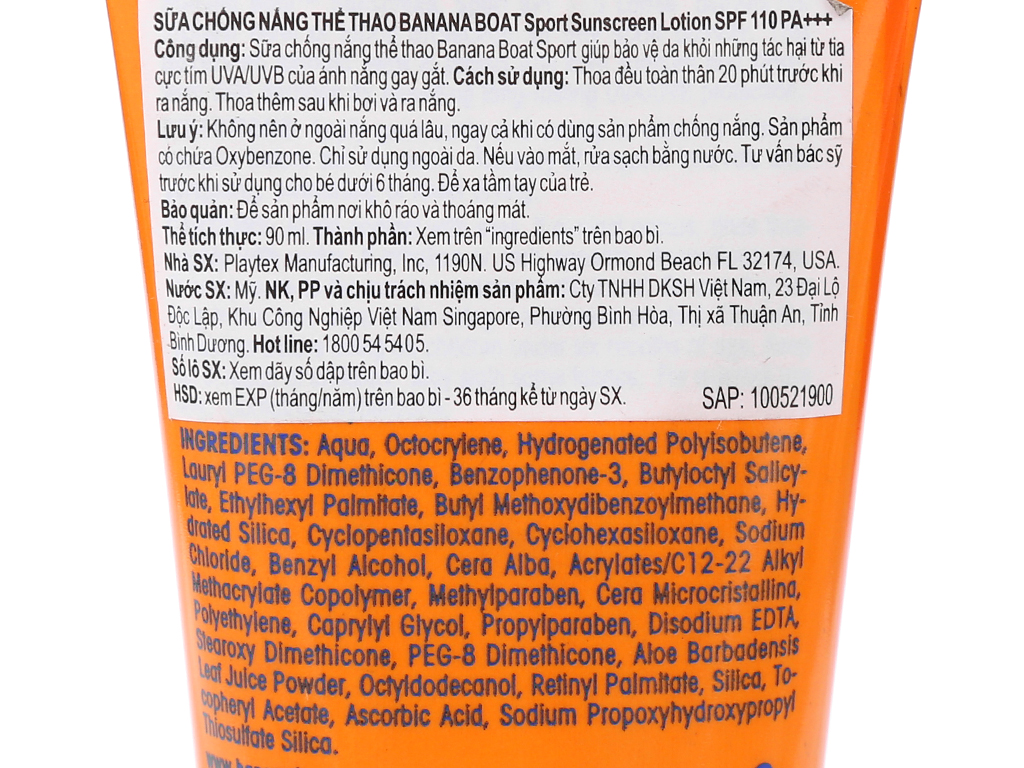 SỮA CHỐNG NẮNG THỂ THAO BANANA BOAT Sport Sunscreen Lotion SPF 110 PA+++
Công dụng: Sữa chống nắng thể thao Banana Boat Sport giúp bảo vệ da khỏi những tác hại từ tia
cực tím UVA/UVB của ánh nắng gay gắt. Cách sử dụng: Thoa đều toàn thân 20 phút trước khi
ra nắng. Thoa thêm sau khi bơi và ra nắng.
Lưu ý: Không nên ở ngoài nắng quá lâu, ngay cả khi có dùng sản phẩm chống nắng. Sản phẩm
có chứa Oxybenzone. Chỉ sử dụng ngoài da. Nếu vào mắt, rửa sạch bằng nước. Tư vấn bác sỹ
trước khi sử dụng cho bé dưới 6 tháng. Để xa tầm tay của trẻ.
Bảo quản: Để sản phẩm nơi khô ráo và thoáng mát.
Thể tích thực: 90 ml. Thành phần: Xem trên "ingredients" trên bao bì.
Nhà SX: Playtex Manufacturing, Inc, 1190N. US Highway Ormond Beach FL 32174, USA.
Nước SX: Mỹ. NK, PP và chịu trách nhiệm sản phẩm: Cty TNHH DKSH Việt Nam, 23 Đại Lộ
Độc Lập, Khu Công Nghiệp Việt Nam Singapore, Phường Bình Hòa, Thị xã Thuận An, Tỉnh
Bình Dương. Hot line: 1800 54 54 05.
Số lô SX: Xem dãy số dập trên bao bì.
HSD: xem EXP (tháng/năm) trên bao bì - 36 tháng kể từ ngày SX. SAP: 100521900
INGREDIENTS: Aqua, Octocrylene, Hydrogenated Polyisobutene,
Lauryl PEG-8 Dimethicone, Benzophenone-3, Butyloctyl Salicy-
late, Ethylhexyl Palmitate, Butyl Methoxydibenzoylmethane, Hy-
drated Silica, Cyclopentasiloxane, Cyclohexasiloxane, Sodium
Chloride, Benzyl Alcohol, Cera Alba, Acrylates/C12-22 Alkyl
Methacrylate Copolymer, Methylparaben, Cera Microcristallina,
Polyethylene, Caprylyl Glycol, Propylparaben, Disodium EDTA,
Stearoxy Dimethicone, PEG-8 Dimethicone, Aloe Barbadensis
Leaf Juice Powder, Octyldodecanol, Retinyl Palmitate, Silica, To-
copheryl Acetate, Ascorbic Acid, Sodium Propoxyhydroxypropyl
Thiosulfate Silica.